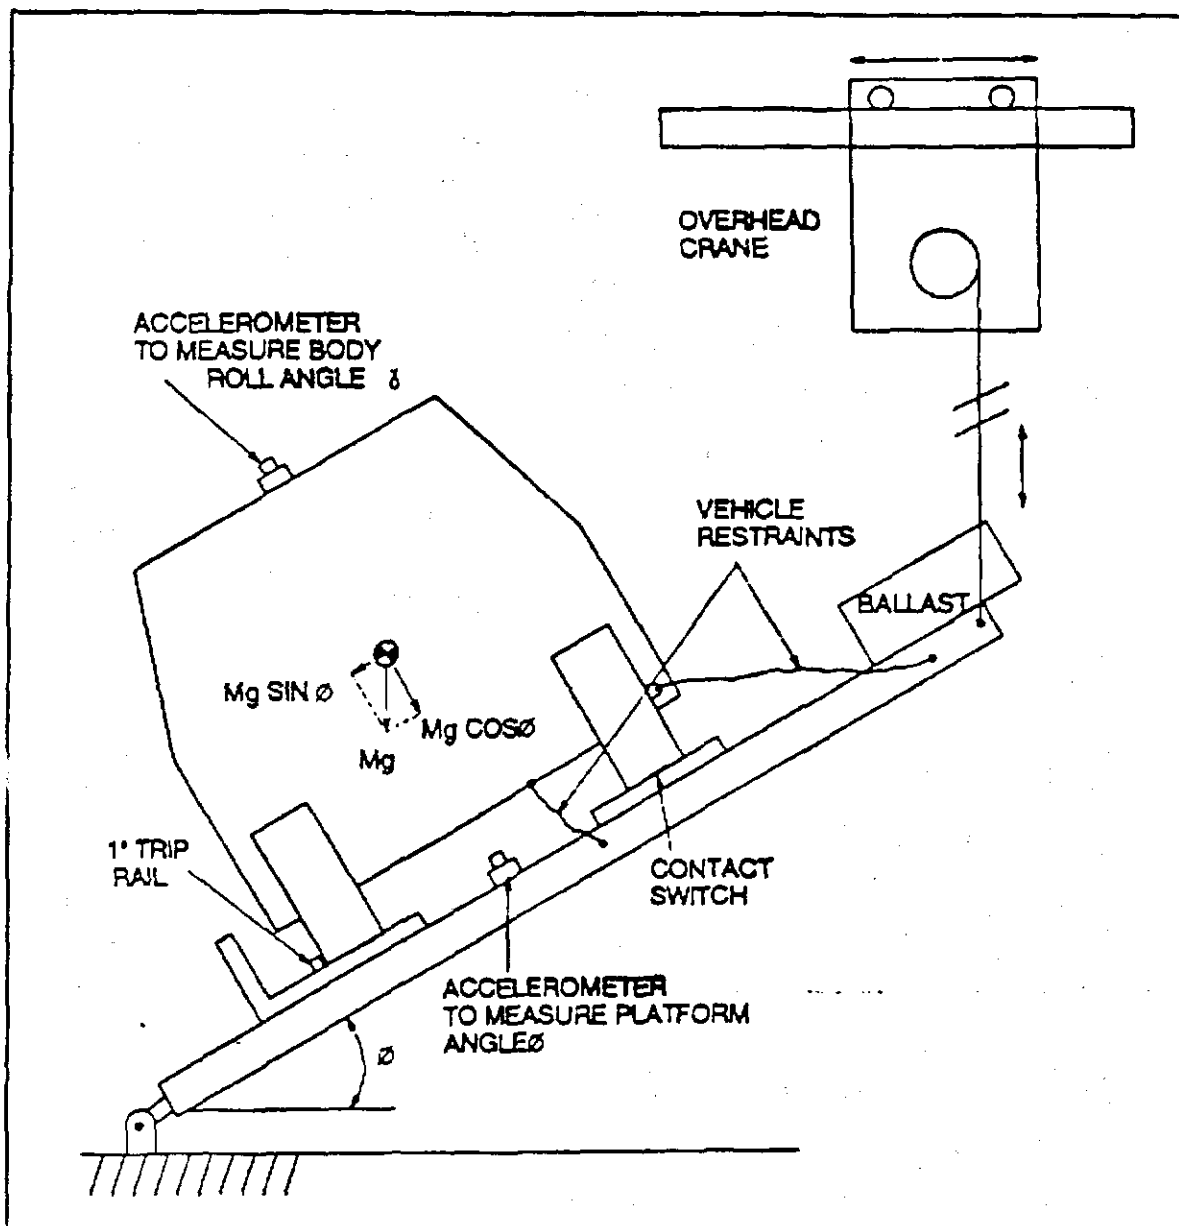 OVERHEAD
CRANE
ACCELEROMETER
TO MEASURE BODY
ROLL ANGLE ɣ
VEHICLE
RESTRAINTS
BALLAST
Mg SIN Ø
Mg COSØ
Mg
1" TRIP
RAIL
CONTACT
SWITCH
ACCELEROMETER
TO MEASURE PLATFORM
ANGLEØ
Ø